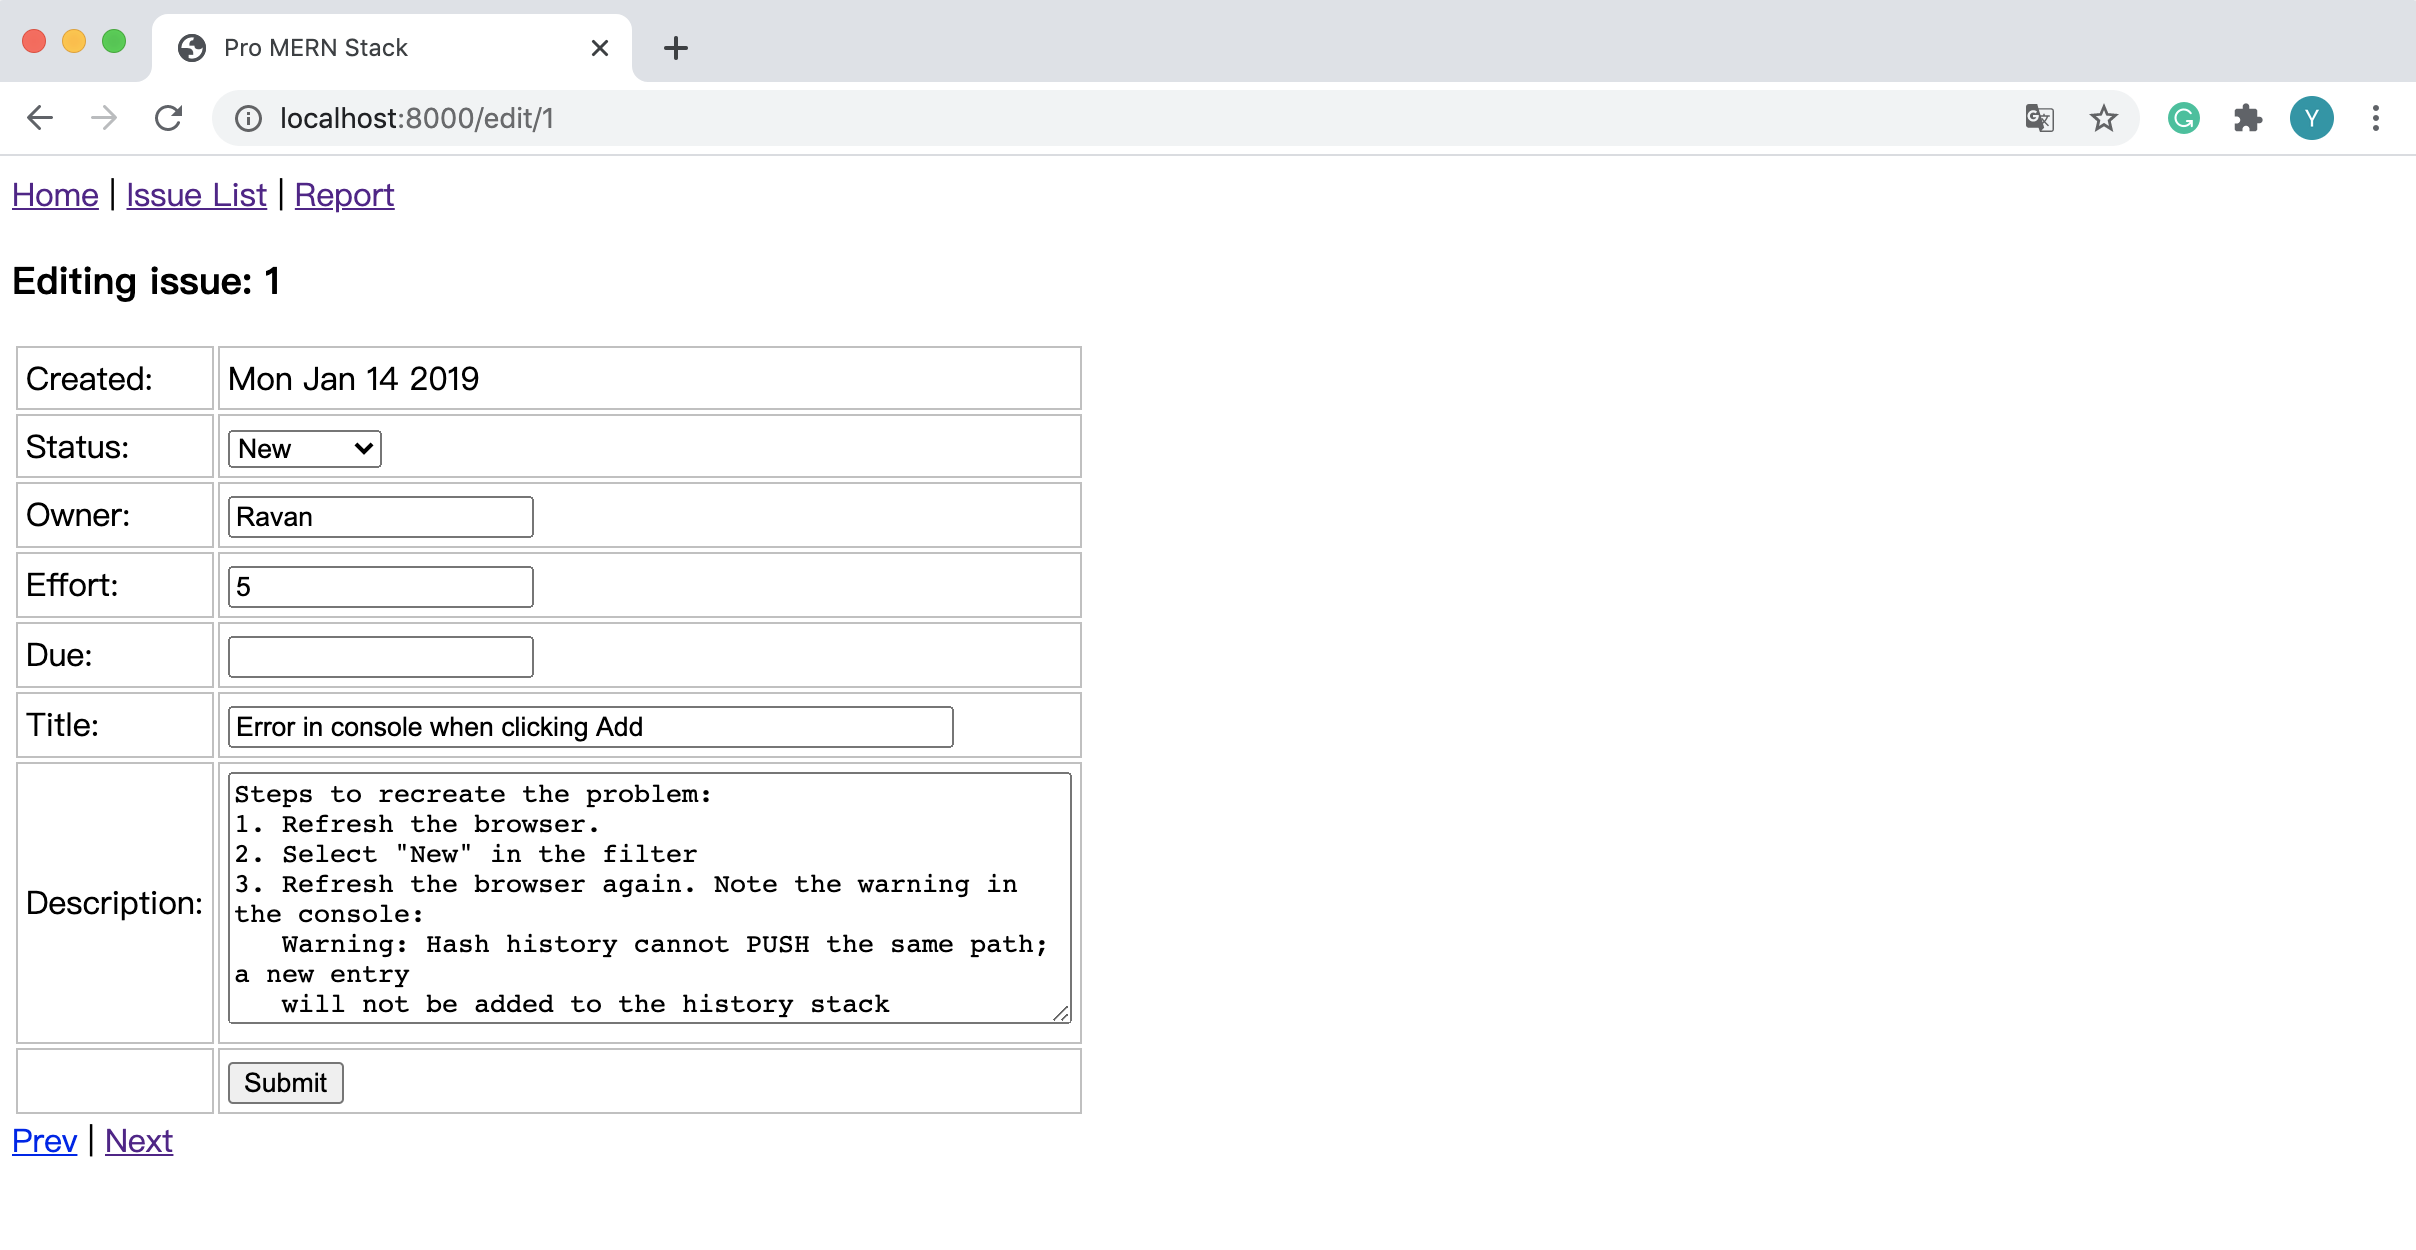 Pro MERN Stack
localhost:8000/edit/1
Y
Home | Issue List | Report
Editing issue: 1
Created: Mon Jan 14 2019
Status: New
Owner: Ravan
Effort: 5
Due:
Title: Error in console when clicking Add
Description:
Steps to recreate the problem:
1. Refresh the browser.
2. Select "New" in the filter
3. Refresh the browser again. Note the warning in
the console:
Warning: Hash history cannot PUSH the same path;
a new entry
will not be added to the history stack
Submit
Prev | Next